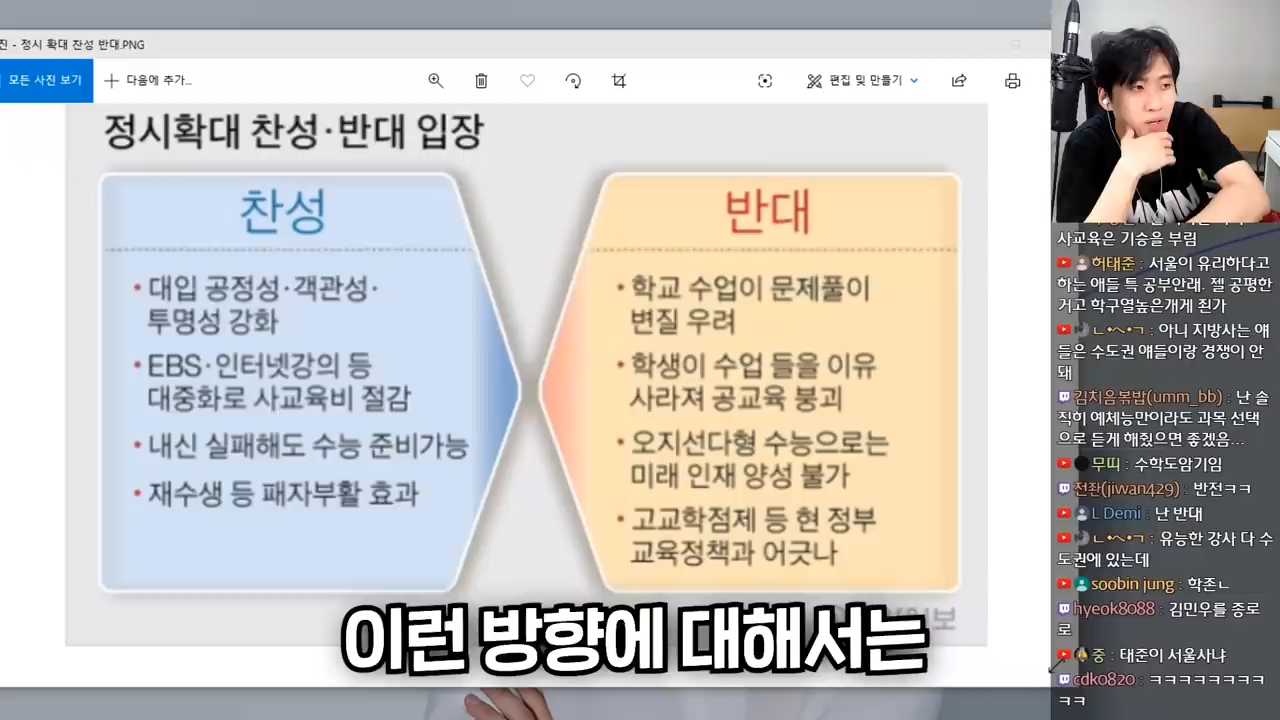 진 - 정시 확대 찬성 반대.PNG
모든 사진 보기
다음에 추가...
편집 및 만들기
정시확대 찬성·반대 입장
찬성
• 대입 공정성·객관성·
투명성 강화
• EBS·인터넷강의 등
대중화로 사교육비 절감
• 내신 실패해도 수능 준비가능
• 재수생 등 패자부활 효과
반대
• 학교 수업이 문제풀이
변질 우려
• 학생이 수업 들을 이유
사라져 공교육 붕괴
• 오지선다형 수능으로는
미래 인재 양성 불가
• 고교학점제 등 현 정부
교육정책과 어긋나
이런 방향에 대해서는
사교육은 기승을 부림
허태준 : 서울이 유리하다고
하는 애들 특 공부안래. 젤 공평한
거고 학구열높은개게 죈가
ㄴ•ㅅ•ㄱ : 아니 지방사는 얘
들은 수도권 얘들이랑 경쟁이 안
돼
김치음볶밥(umm_bb) : 난 솔
직히 예체능만이라도 과목 선택
으로 듣게 해줬으면 좋겠음...
무띠 : 수학도암기임
전좐(jiwan429) : 반전ㅋㅋ
L Demi : 난 반대
ㄴ•ㅅ•ㄱ : 유능한 강사 다 수
도권에 있는데
soobin jung : 학존ㄴ
hyeok8088 : 김민우를 종로
로
중 : 태준이 서울사냐
cdk0820 : ㅋㅋㅋㅋㅋㅋㅋㅋ
ㅋㅋ